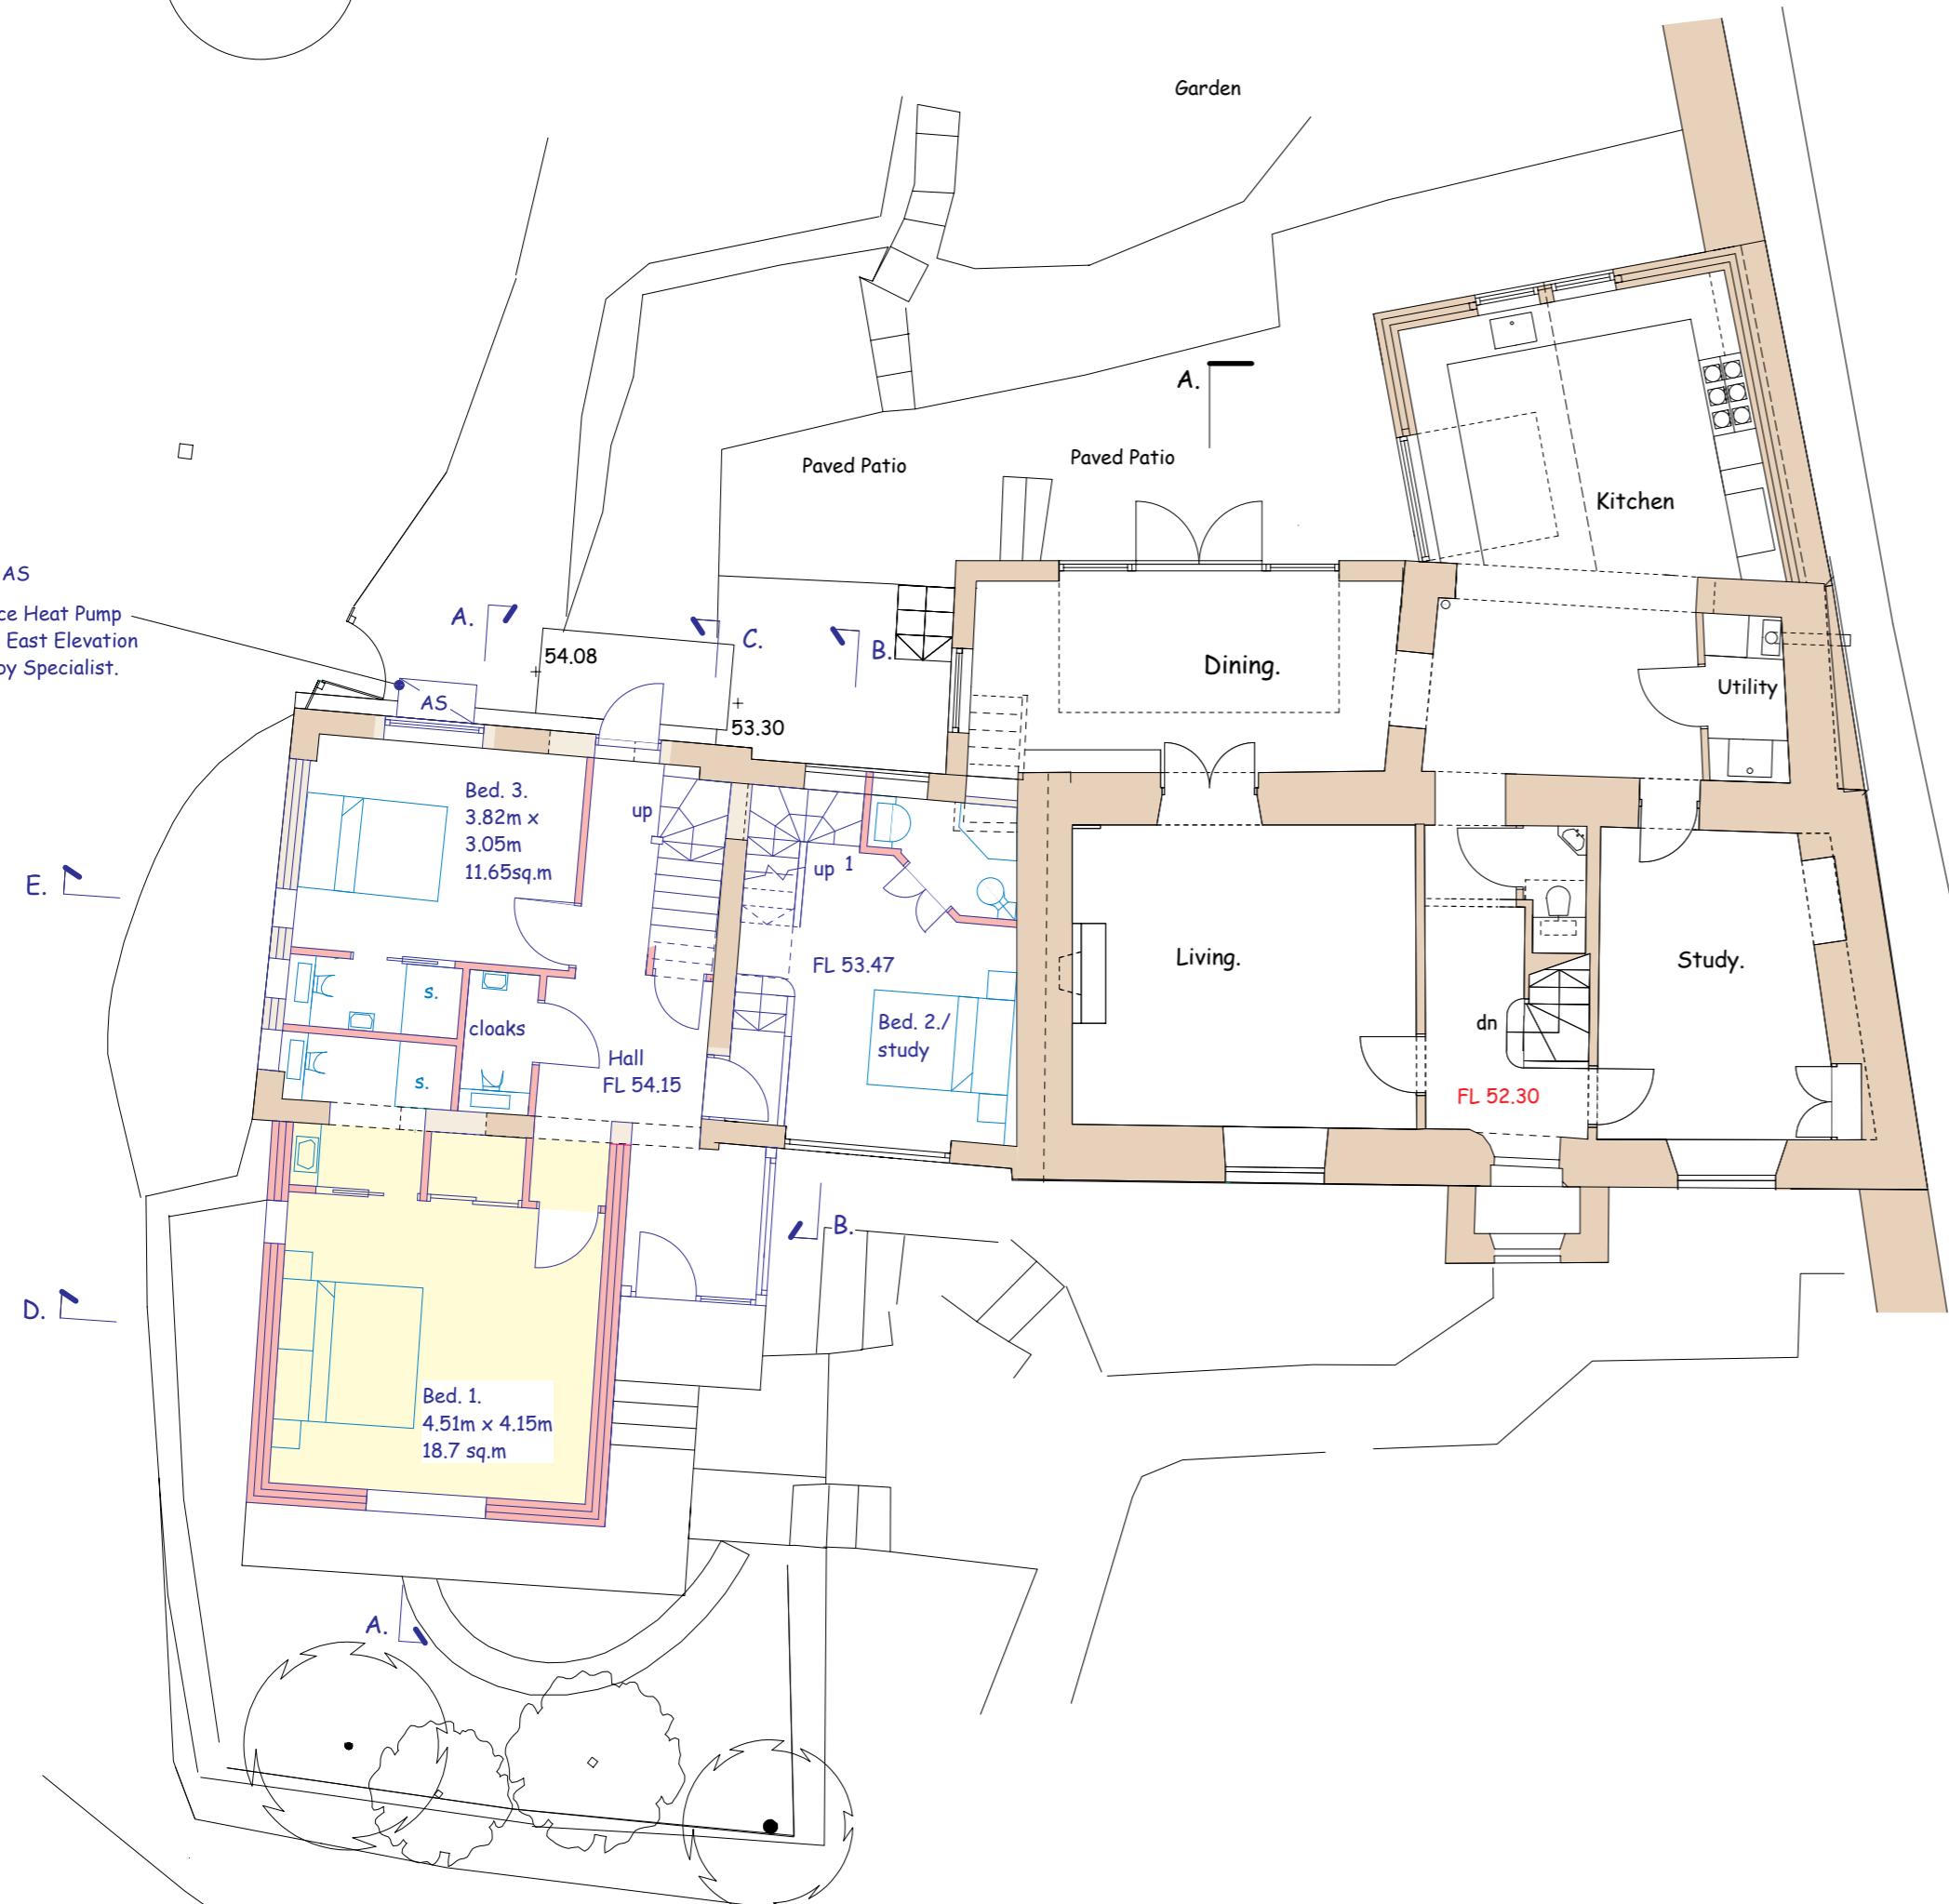 Garden
A.
Paved Patio
Paved Patio
Kitchen
AS
Heat Pump
East Elevation
by Specialist.
A.
C.
B.
54.08
53.30
AS
Dining.
Utility
Bed. 3.
3.82m x
3.05m
11.65sq.m
up
up 1
E.
Living.
Study.
FL 53.47
s.
cloaks
Bed. 2./
study
dn
Hall
FL 54.15
s.
FL 52.30
B.
D.
Bed. 1.
4.51m x 4.15m
18.7 sq.m
A.